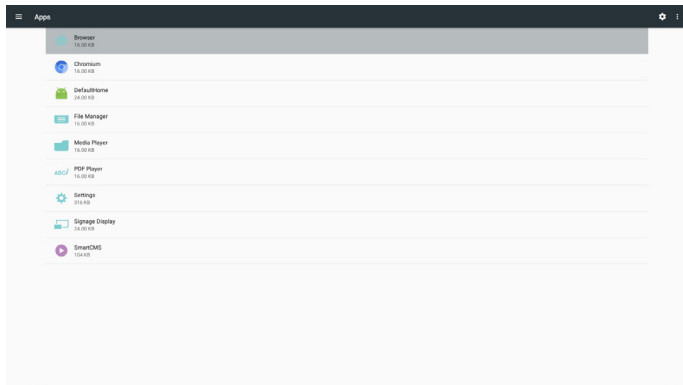 Apps
Browser
16.00 KB
Chromium
16.00 KB
DefaultHome
24.00 KB
File Manager
16.00 KB
Media Player
16.00 KB
ABC
PDF Player
16.00 KB
Settings
316 KB
Signage Display
24.00 KB
SmartCMS
104 KB